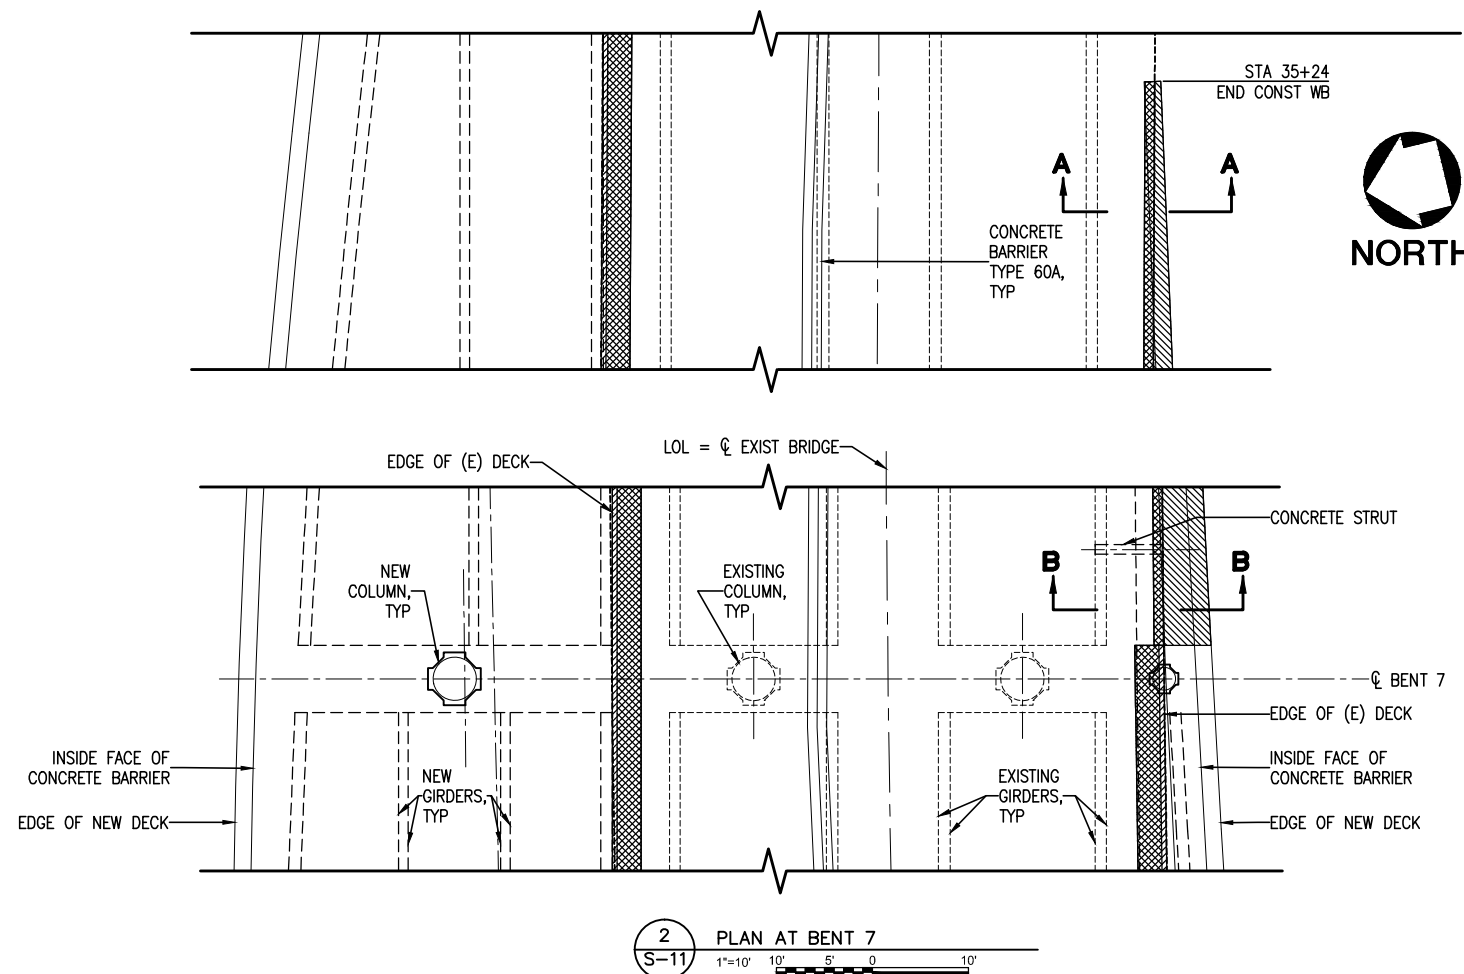 STA 35+24
END CONST WB
A
A
CONCRETE
BARRIER
TYPE 60A,
TYP
NORTH
LOL = ℄ EXIST BRIDGE
EDGE OF (E) DECK
CONCRETE STRUT
NEW
COLUMN,
TYP
EXISTING
COLUMN,
TYP
B
B
℄ BENT 7
EDGE OF (E) DECK
INSIDE FACE OF
CONCRETE BARRIER
INSIDE FACE OF
CONCRETE BARRIER
NEW
GIRDERS,
TYP
EXISTING
GIRDERS,
TYP
EDGE OF NEW DECK
EDGE OF NEW DECK
2
S-11
PLAN AT BENT 7
1"=10'
10' 5' 0 10'